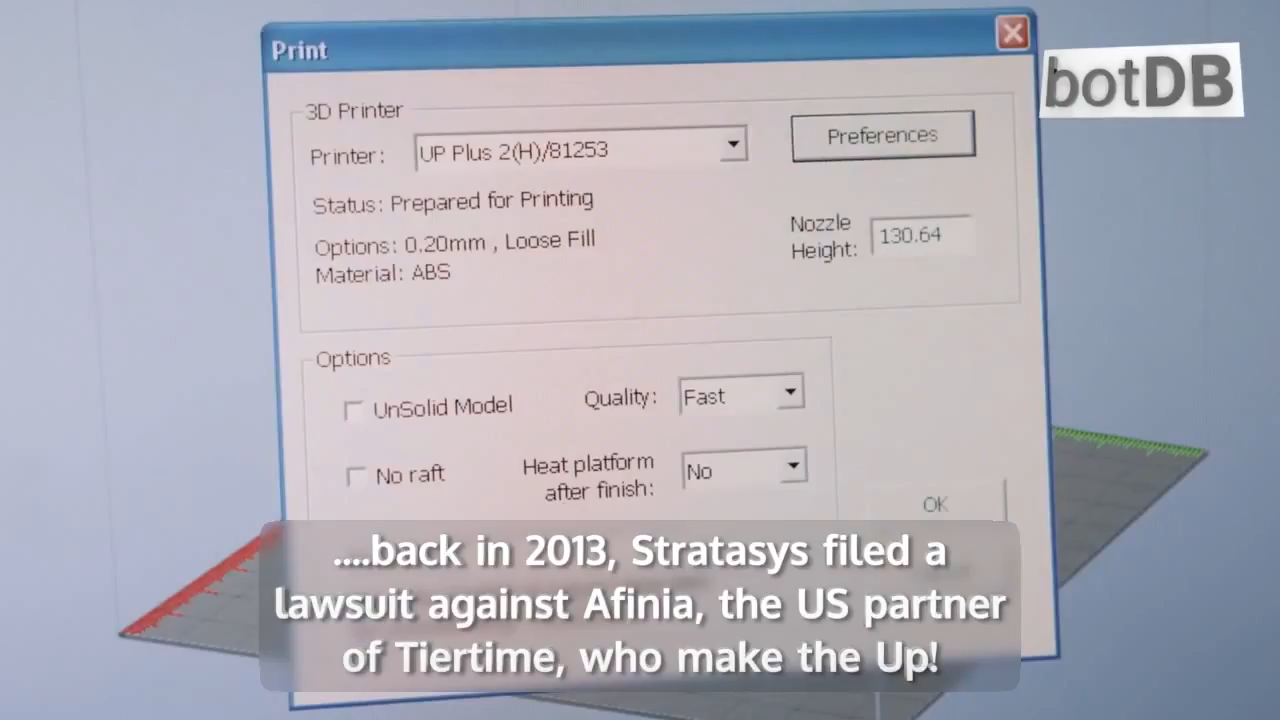 Print
botDB
3D Printer
Printer: UP Plus 2(H)/81253
Preferences
Status: Prepared for Printing
Options: 0.20mm , Loose Fill
Material: ABS
Nozzle
Height: 130.64
Options
UnSolid Model
Quality: Fast
No raft
Heat platform
after finish: No
OK
....back in 2013, Stratasys filed a
lawsuit against Afinia, the US partner
of Tiertime, who make the Up!